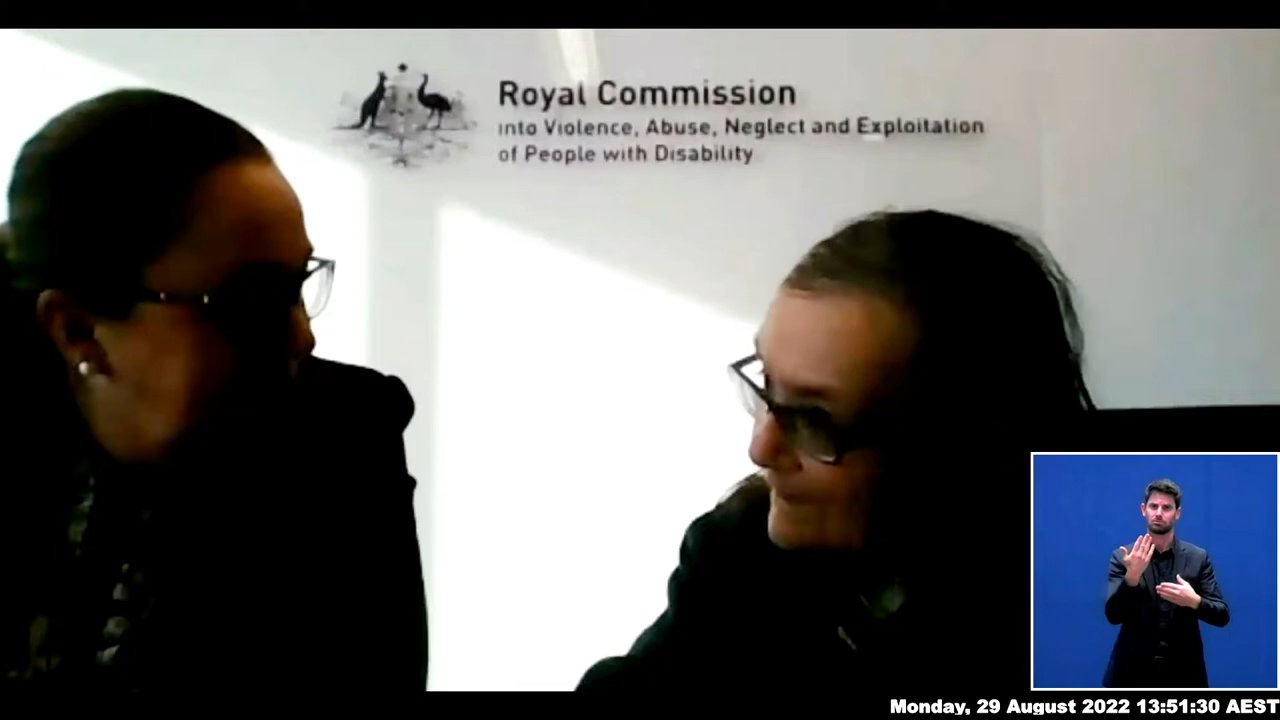 Royal Commission
into Violence, Abuse, Neglect and Exploitation
of People with Disability
Monday, 29 August 2022 13:51:30 AEST